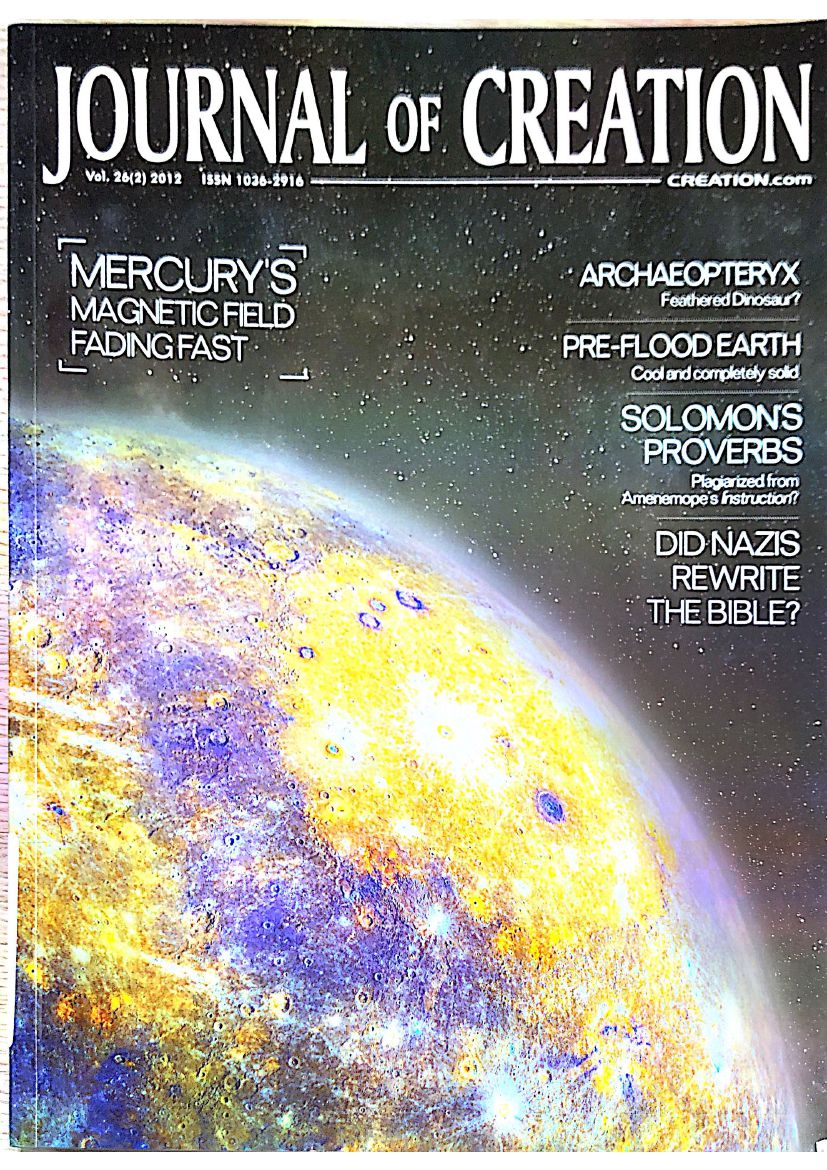 JOURNAL OF CREATION
Vol. 26(2) 2012 ISSN 1036-2916 CREATION.com
MERCURY'S
MAGNETIC FIELD
FADING FAST
ARCHAEOPTERYX
Feathered Dinosaur?
PRE-FLOOD EARTH
Cool and completely solid
SOLOMON'S
PROVERBS
Plagiarized from
Amenemope's Instruction?
DID NAZIS
REWRITE
THE BIBLE?